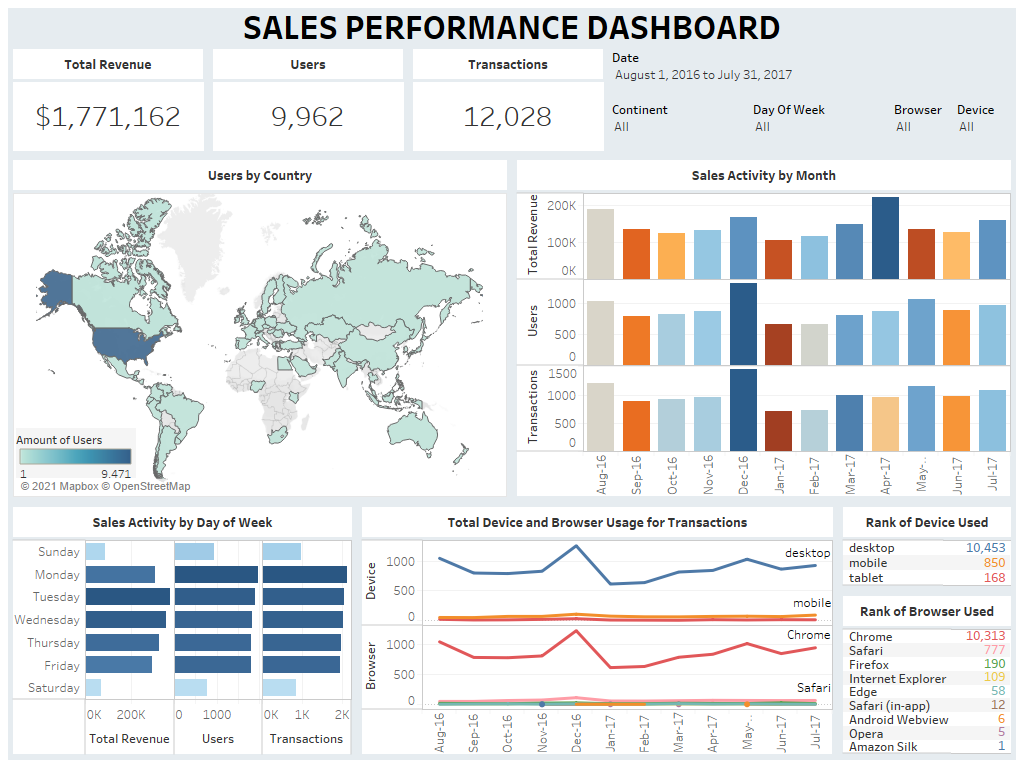 SALES PERFORMANCE DASHBOARD
Total Revenue
Users
Transactions
$1,771,162
9,962
12,028
Date
August 1, 2016 to July 31, 2017
Continent
Day Of Week
Browser
Device
All
All
All
All
Users by Country
Amount of Users
1
9,471
© 2021 Mapbox © OpenStreetMap
Sales Activity by Month
Total Revenue
200K
100K
0K
Users
1000
500
0
Transactions
1500
1000
500
0
Aug-16
Sep-16
Oct-16
Nov-16
Dec-16
Jan-17
Feb-17
Mar-17
Apr-17
May-..
Jun-17
Jul-17
Sales Activity by Day of Week
Sunday
Monday
Tuesday
Wednesday
Thursday
Friday
Saturday
0K 200K
0 1000
0K 1K 2K
Total Revenue
Users
Transactions
Total Device and Browser Usage for Transactions
Device
1000
500
0
desktop
mobile
Browser
1000
500
0
Chrome
Safari
Aug-16
Sep-16
Oct-16
Nov-16
Dec-16
Jan-17
Feb-17
Mar-17
Apr-17
May-..
Jun-17
Jul-17
Rank of Device Used
desktop 10,453
mobile 850
tablet 168
Rank of Browser Used
Chrome 10,313
Safari 777
Firefox 190
Internet Explorer 109
Edge 58
Safari (in-app) 12
Android Webview 6
Opera 5
Amazon Silk 1